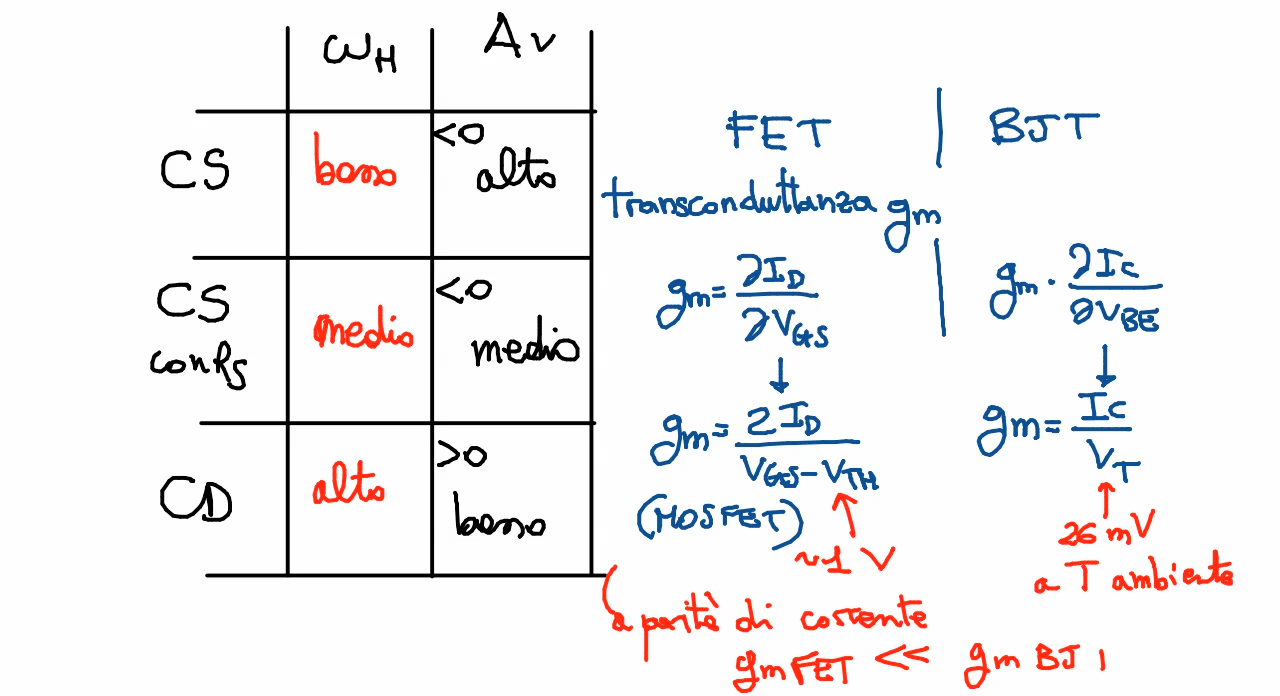 ωH Av
CS basso <0 alto
CS con Rs medio <0 medio
CD alto >0 basso
FET | BJT
transconduttanza gm
gm = ∂ID / ∂VGS
gm · ∂Ic / ∂VBE
↓
↓
gm = 2ID / VGS - VTH
gm = Ic / VT
(MOSFET)
~1 V
26 mV
a T ambiente
a parità di corrente
gm FET << gm BJT